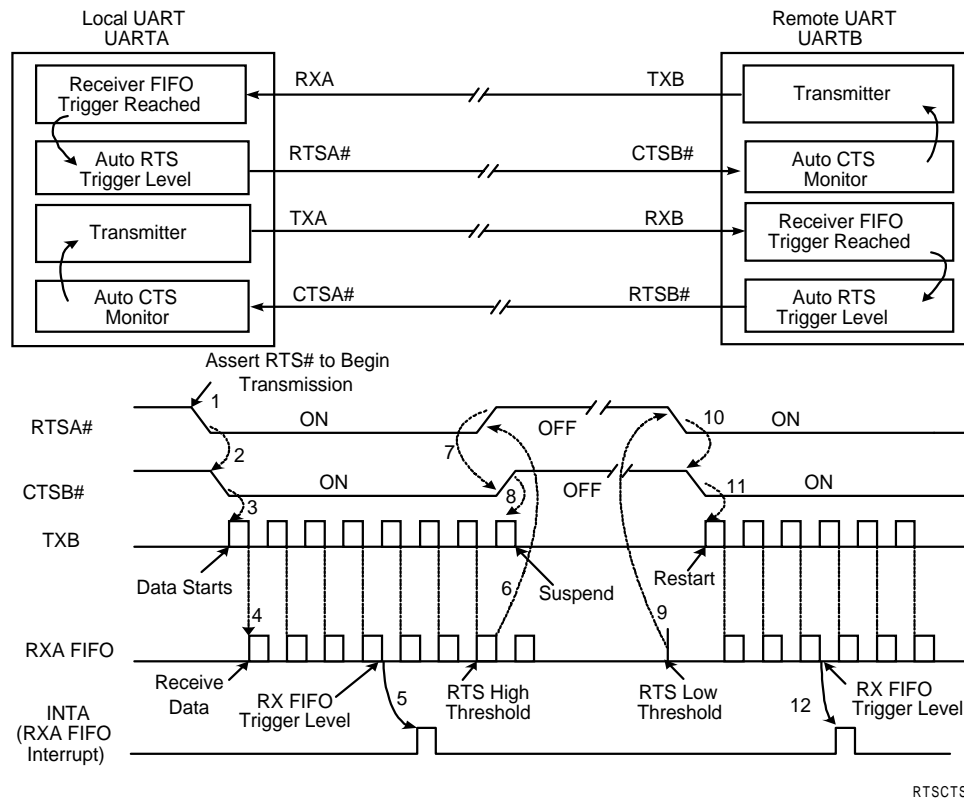 Local UART
UARTA
Remote UART
UARTB
Receiver FIFO
Trigger Reached
RXA
TXB
Transmitter
Auto RTS
Trigger Level
RTSA#
CTSB#
Auto CTS
Monitor
Transmitter
TXA
RXB
Receiver FIFO
Trigger Reached
Auto CTS
Monitor
CTSA#
RTSB#
Auto RTS
Trigger Level
Assert RTS# to Begin
Transmission
RTSA#
1
ON
OFF
10
ON
2
7
CTSB#
ON
OFF
ON
3
8
11
TXB
Data Starts
Suspend
Restart
4
6
9
RXA FIFO
Receive
Data
RX FIFO
Trigger Level
5
RTS High
Threshold
RTS Low
Threshold
12
RX FIFO
Trigger Level
INTA
(RXA FIFO
Interrupt)
RTSCTS